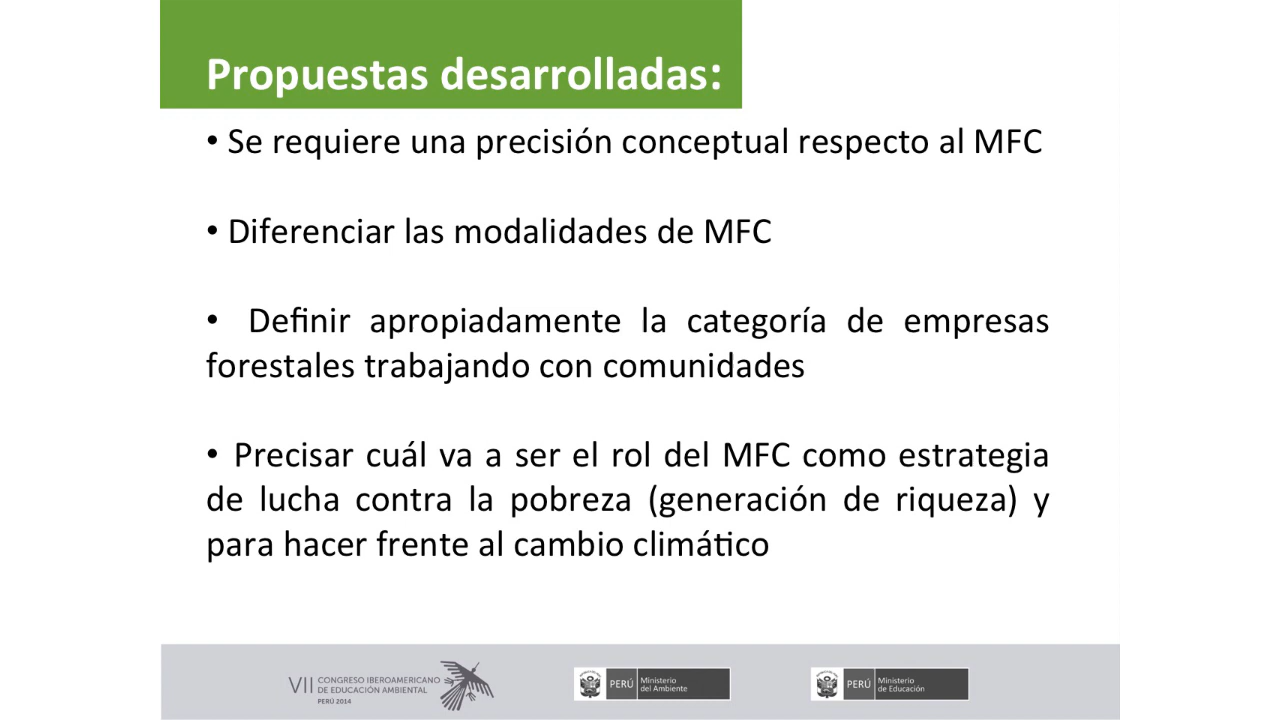 Propuestas desarrolladas:
• Se requiere una precisión conceptual respecto al MFC
• Diferenciar las modalidades de MFC
• Definir apropiadamente la categoría de empresas
forestales trabajando con comunidades
• Precisar cuál va a ser el rol del MFC como estrategia
de lucha contra la pobreza (generación de riqueza) y
para hacer frente al cambio climático
VII CONGRESO IBEROAMERICANO
DE EDUCACIÓN AMBIENTAL
PERÚ 2014
PERÚ Ministerio
del Ambiente
PERÚ Ministerio
de Educación